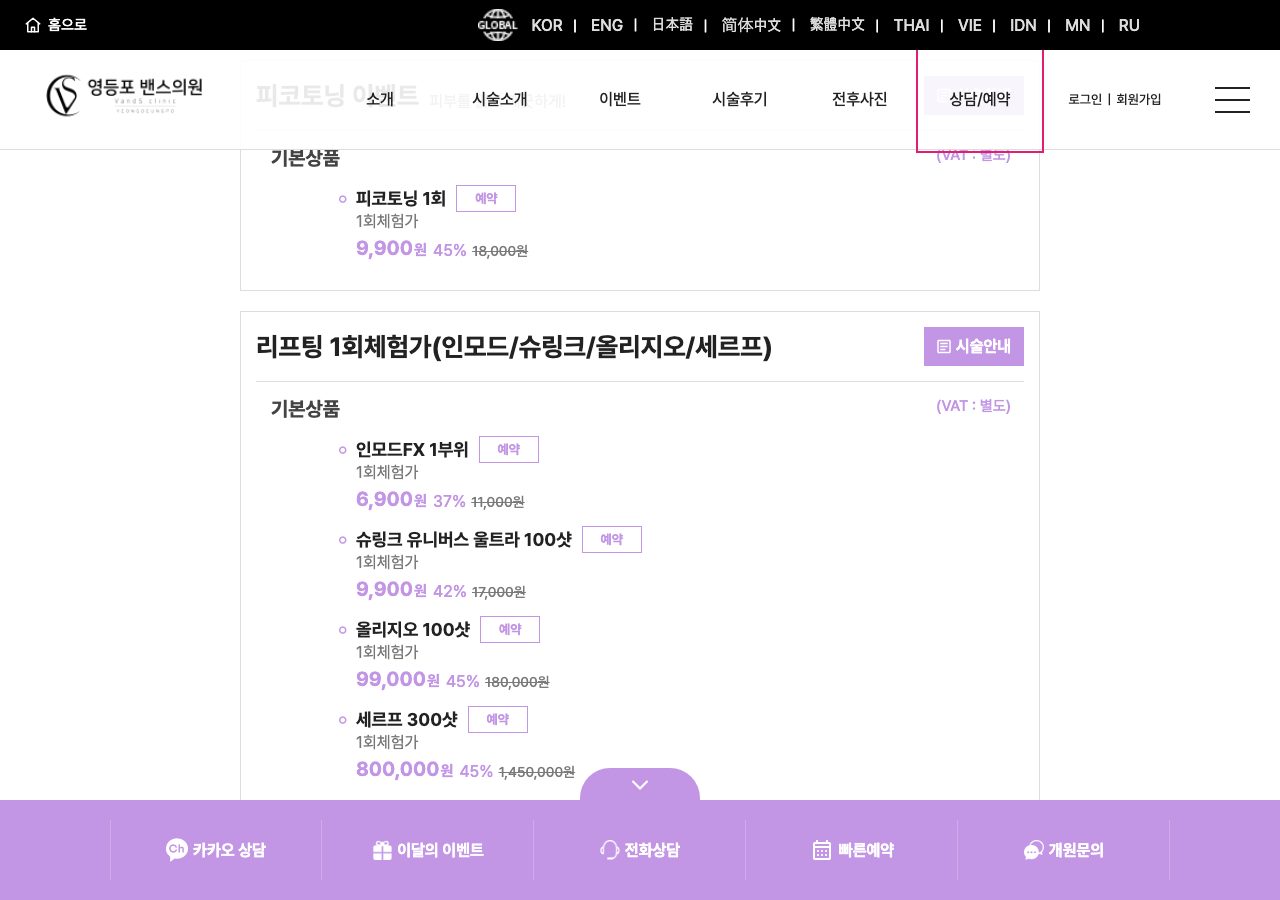 홈으로
GLOBAL KOR | ENG | 日本語 | 简体中文 | 繁體中文 | THAI | VIE | IDN | MN | RU
영등포 밴스의원
VandS clinic
YEONGDEUNGPO
소개 시술소개 이벤트 시술후기 전후사진 상담/예약 로그인 | 회원가입
피코토닝 이벤트
기본상품 (VAT : 별도)
피코토닝 1회 예약
1회체험가
9,900원 45% 18,000원
리프팅 1회체험가(인모드/슈링크/올리지오/세르프) 시술안내
기본상품 (VAT : 별도)
인모드FX 1부위 예약
1회체험가
6,900원 37% 11,000원
슈링크 유니버스 울트라 100샷 예약
1회체험가
9,900원 42% 17,000원
올리지오 100샷 예약
1회체험가
99,000원 45% 180,000원
세르프 300샷 예약
1회체험가
800,000원 45% 1,450,000원
Ch 카카오 상담 이달의 이벤트 전화상담 빠른예약 개원문의